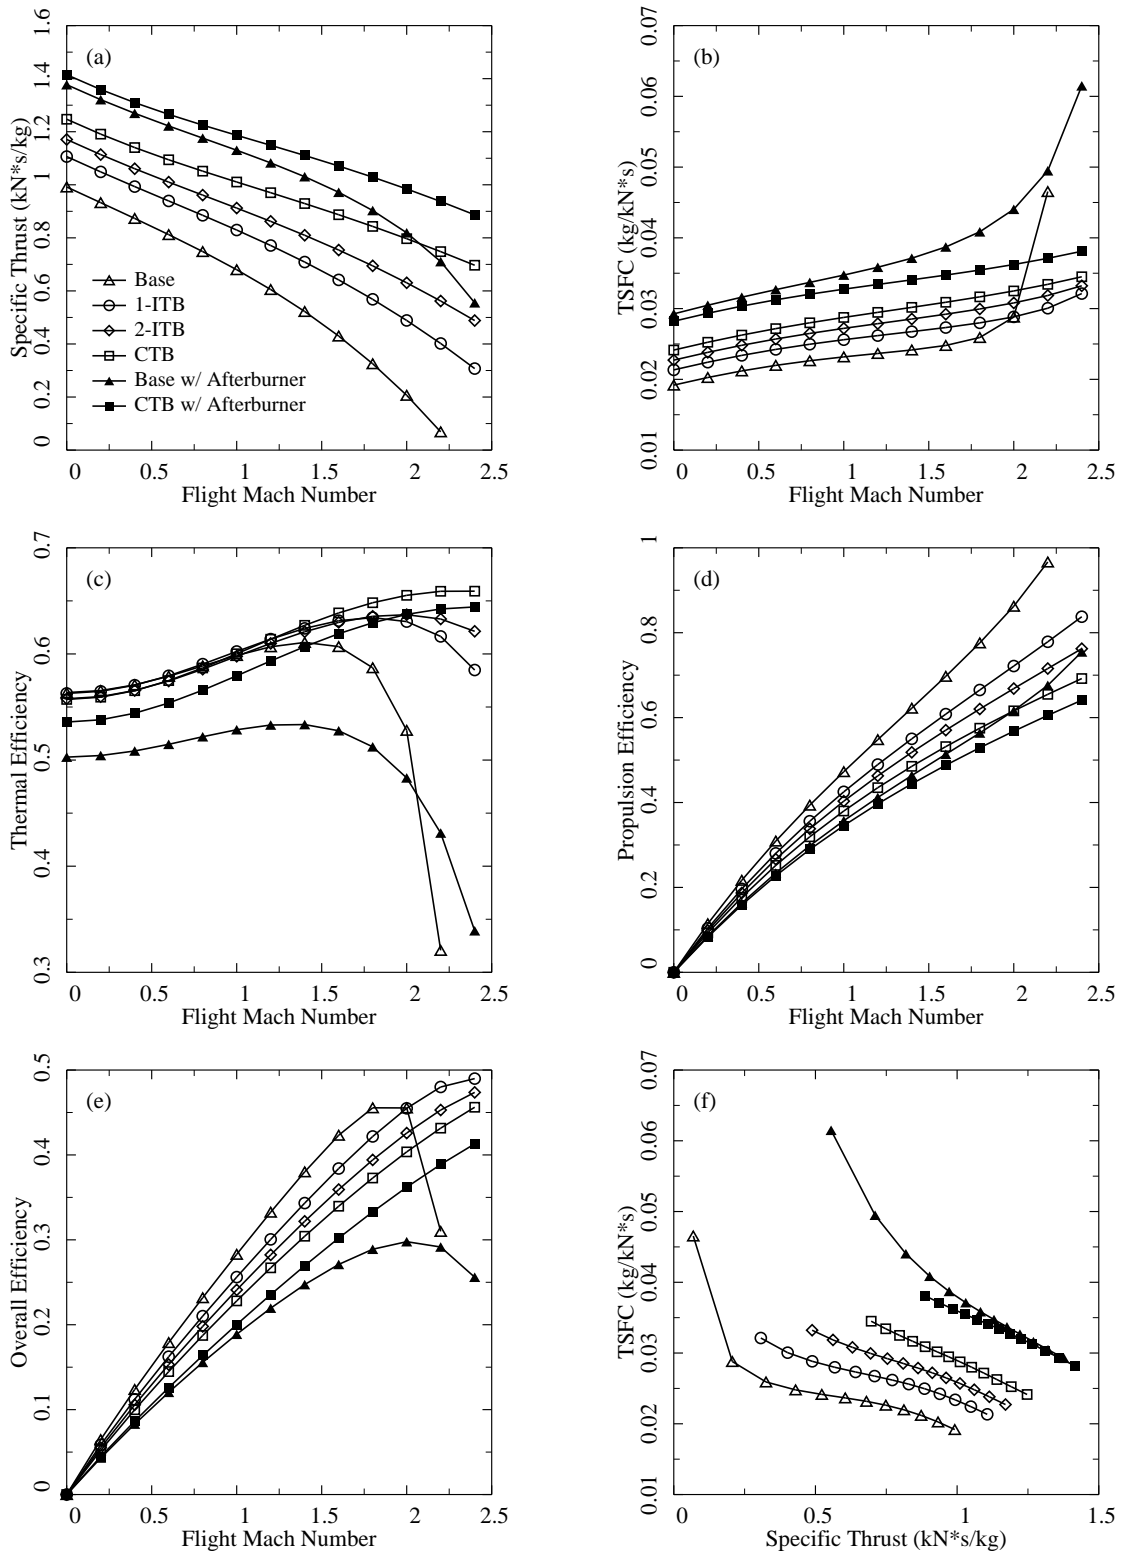 (a)
Specific Thrust (kN*s/kg)
0 0.2 0.4 0.6 0.8 1 1.2 1.4 1.6
Base
1-ITB
2-ITB
CTB
Base w/ Afterburner
CTB w/ Afterburner
0 0.5 1 1.5 2 2.5
Flight Mach Number
(b)
TSFC (kg/kN*s)
0.01 0.02 0.03 0.04 0.05 0.06 0.07
0 0.5 1 1.5 2 2.5
Flight Mach Number
(c)
Thermal Efficiency
0.3 0.4 0.5 0.6 0.7
0 0.5 1 1.5 2 2.5
Flight Mach Number
(d)
Propulsion Efficiency
0 0.2 0.4 0.6 0.8 1
0 0.5 1 1.5 2 2.5
Flight Mach Number
(e)
Overall Efficiency
0 0.1 0.2 0.3 0.4 0.5
0 0.5 1 1.5 2 2.5
Flight Mach Number
(f)
TSFC (kg/kN*s)
0.01 0.02 0.03 0.04 0.05 0.06 0.07
0 0.5 1 1.5
Specific Thrust (kN*s/kg)